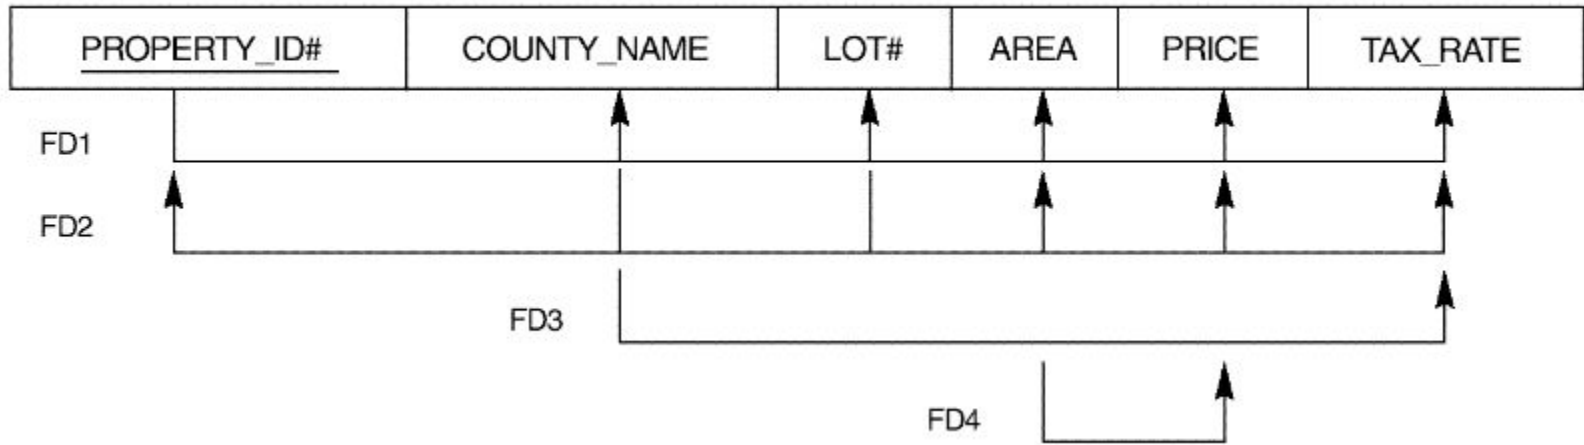 PROPERTY_ID# COUNTY_NAME LOT# AREA PRICE TAX_RATE
FD1
FD2
FD3
FD4